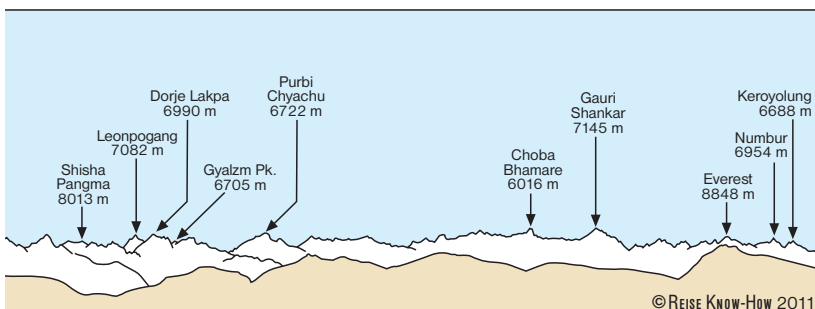 Shisha
Pangma
8013 m
Leonpogang
7082 m
Dorje Lakpa
6990 m
Gyalzm Pk.
6705 m
Purbi
Chyachu
6722 m
Choba
Bhamare
6016 m
Gauri
Shankar
7145 m
Everest
8848 m
Numbur
6954 m
Keroyolung
6688 m
© REISE KNOW-HOW 2011